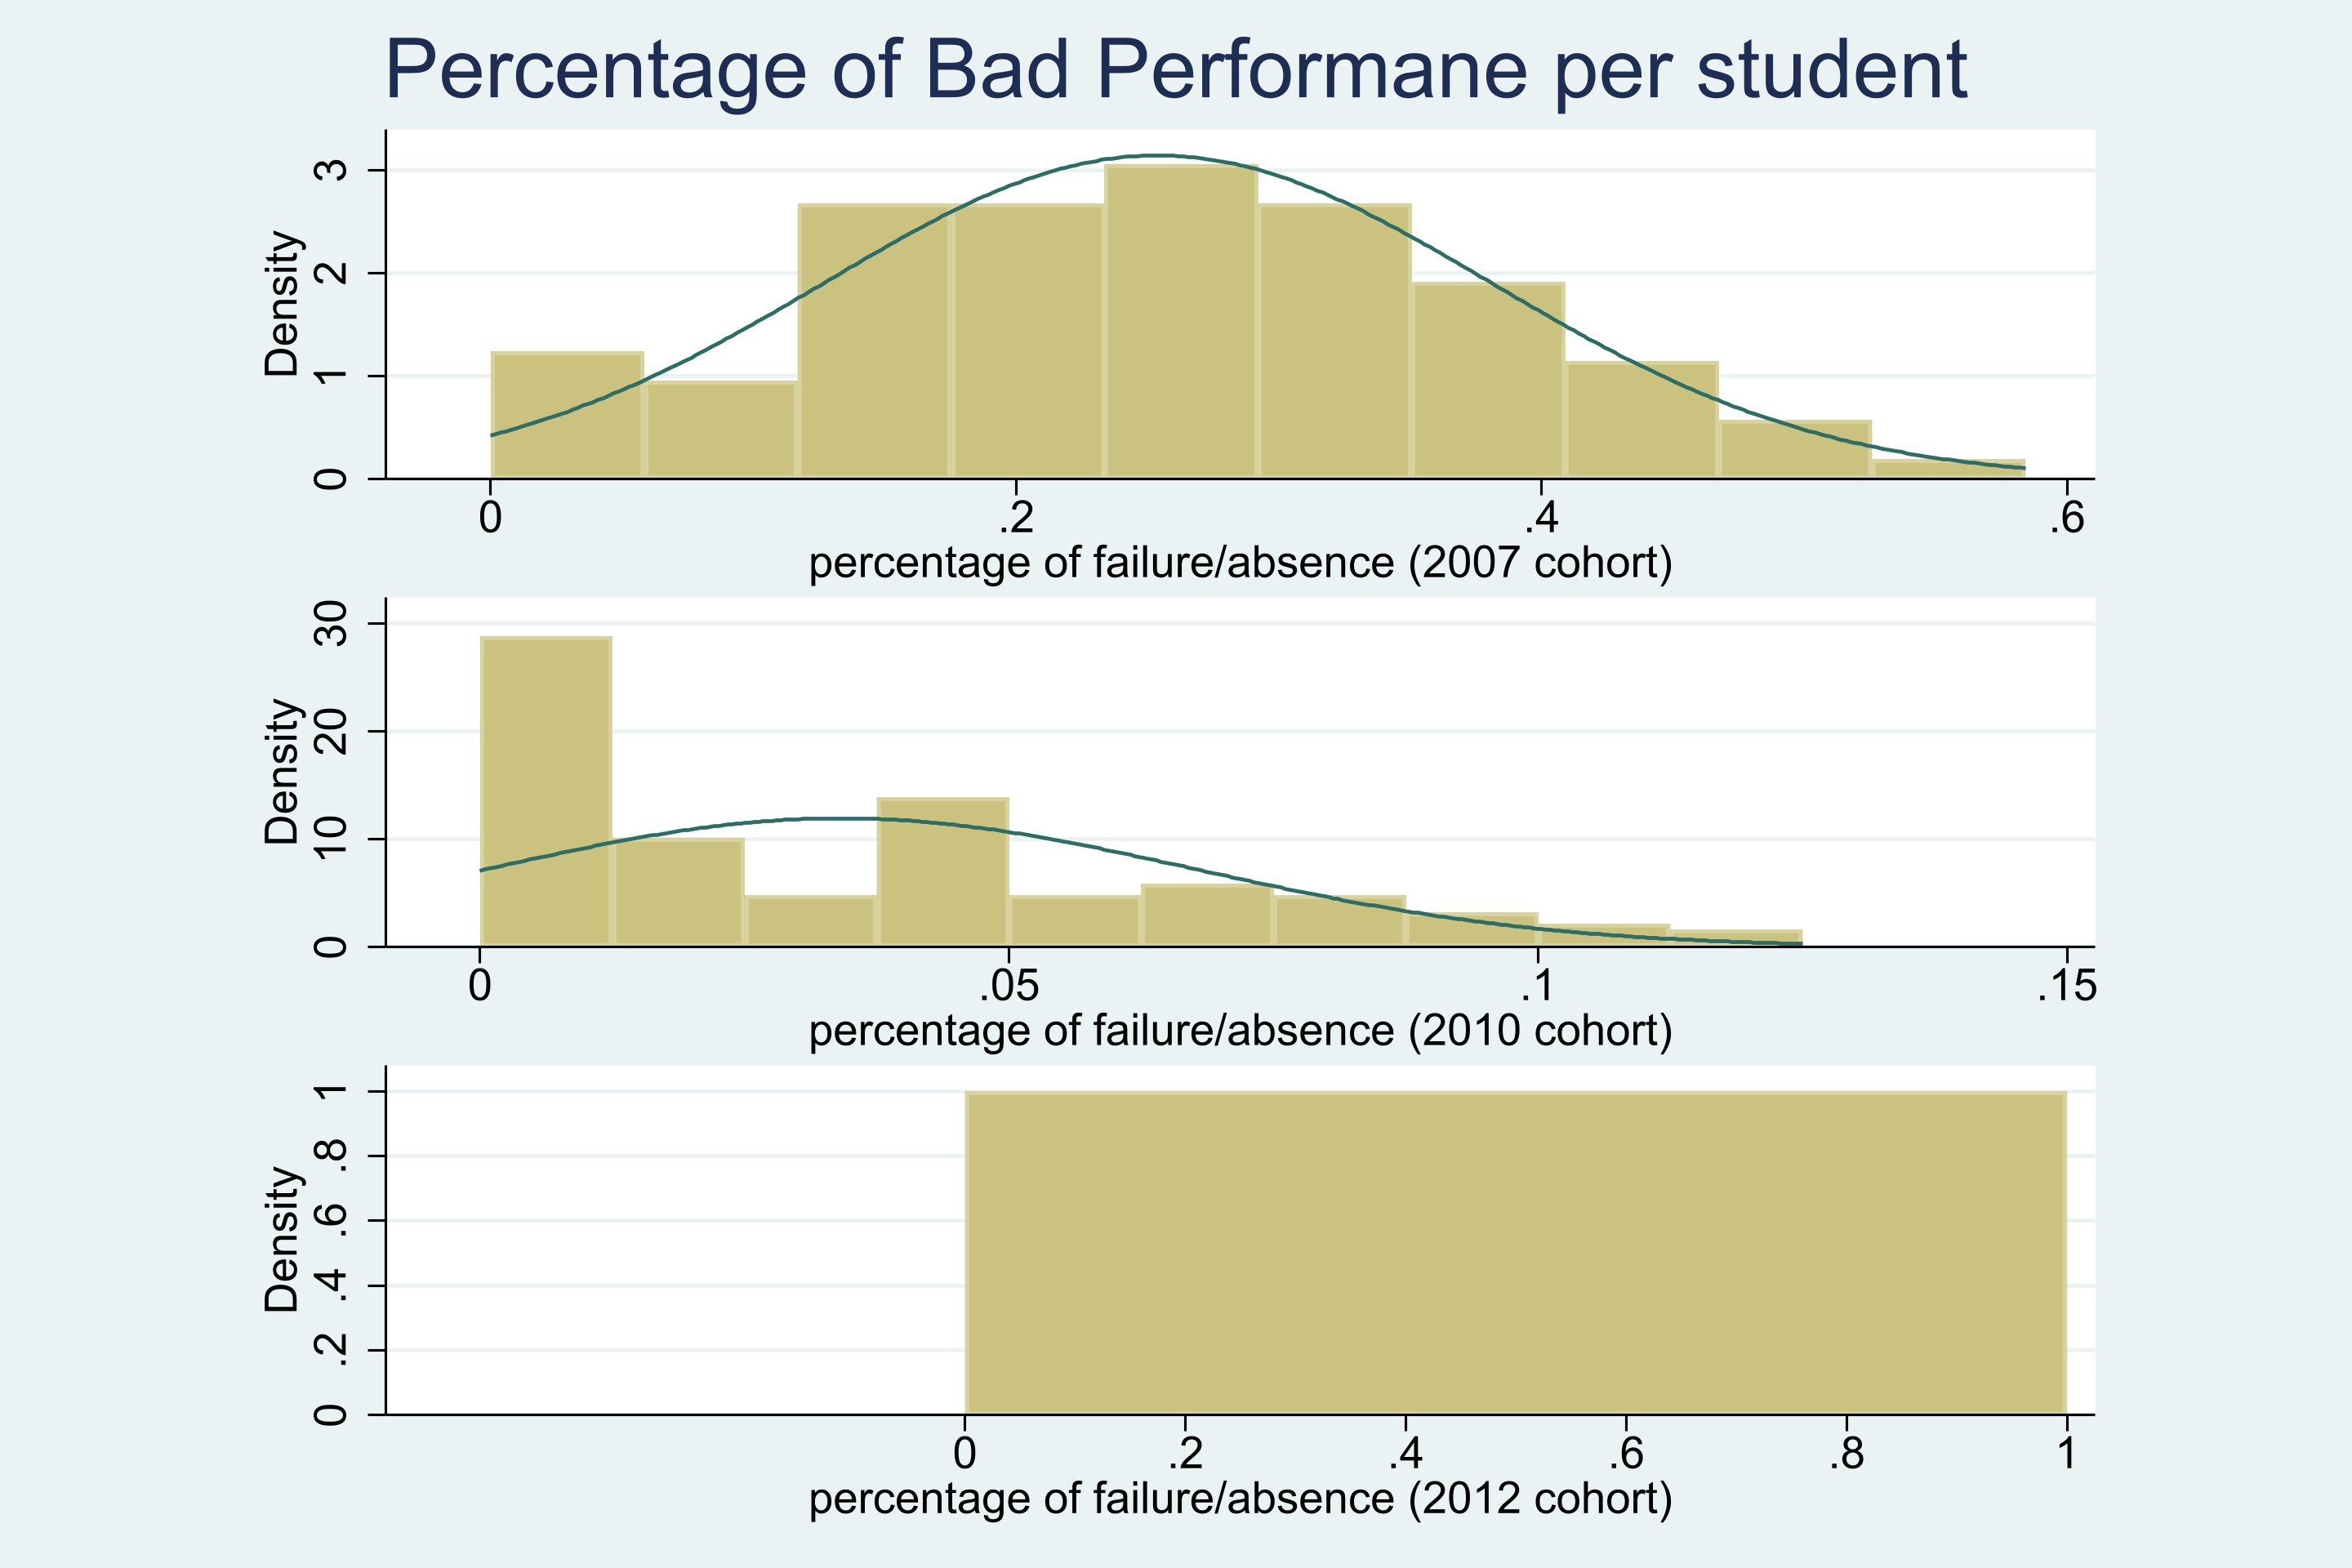 Percentage of Bad Performane per student
Density
3
2
1
0
0 .2 .4 .6
percentage of failure/absence (2007 cohort)
Density
30
20
10
0
0 .05 .1 .15
percentage of failure/absence (2010 cohort)
Density
1
.8
.6
.4
.2
0
0 .2 .4 .6 .8 1
percentage of failure/absence (2012 cohort)